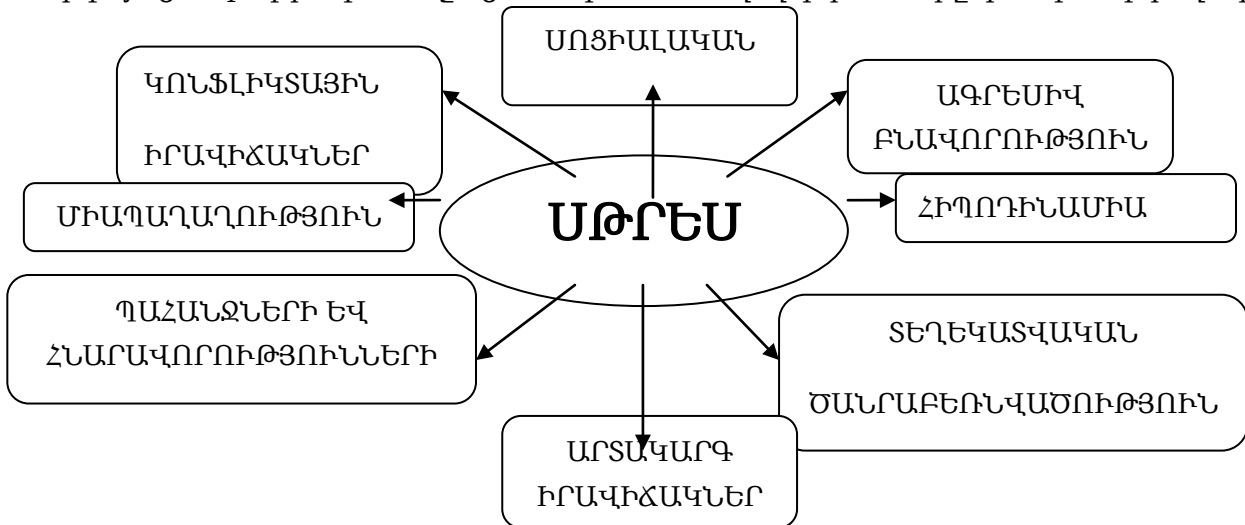 ՍՈՑԻԱԼԱԿԱՆ
ԿՈՆՖԼԻԿՏԱՅԻՆ
ԻՐԱՎԻՃԱԿՆԵՐ
ԱԳՐԵՍԻՎ
ԲՆԱՎՈՐՈՒԹՅՈՒՆ
ՄԻԱՊԱՂԱՂՈՒԹՅՈՒՆ
ՍԹՐԵՍ
ՀԻՊՈԴԻՆԱՄԻԱ
ՊԱՀԱՆՋՆԵՐԻ ԵՎ
ՀՆԱՐԱՎՈՐՈՒԹՅՈՒՆՆԵՐԻ
ՏԵՂԵԿԱՏՎԱԿԱՆ
ԾԱՆՐԱԲԵՌՆՎԱԾՈՒԹՅՈՒՆ
ԱՐՏԱԿԱՐԳ
ԻՐԱՎԻՃԱԿՆԵՐ